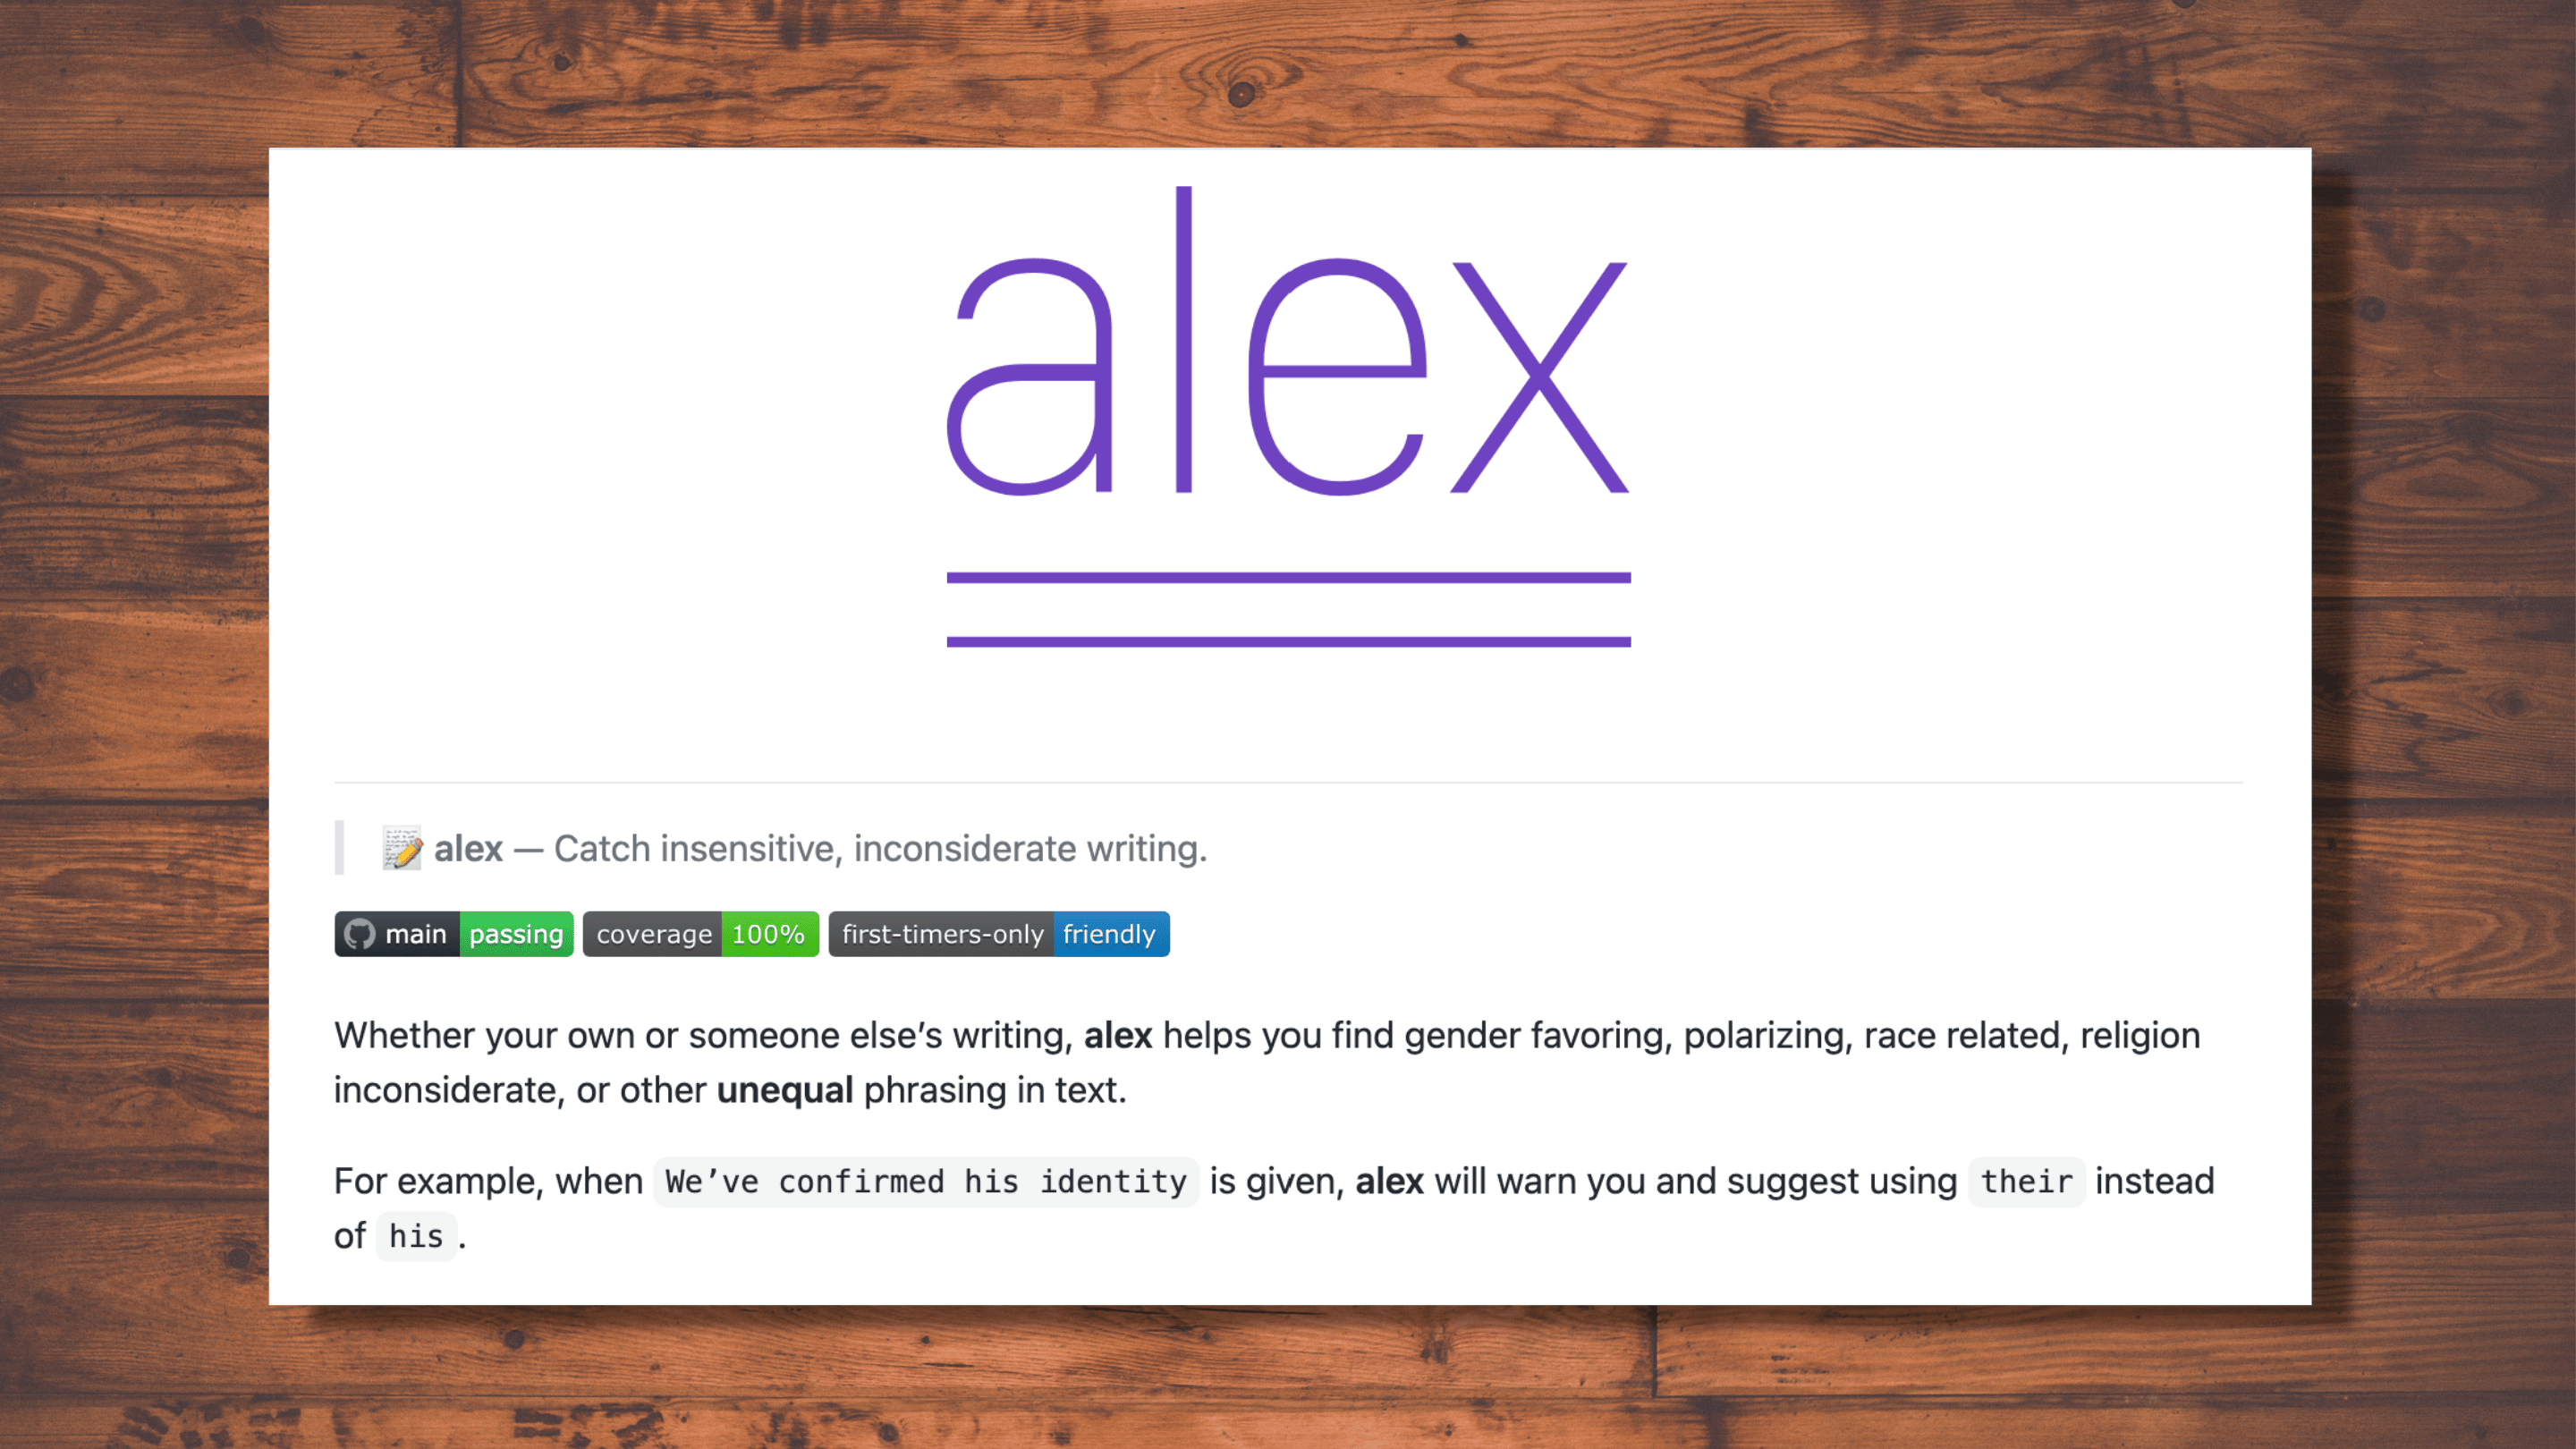 alex
📝 alex — Catch insensitive, inconsiderate writing.
main passing coverage 100% first-timers-only friendly
Whether your own or someone else’s writing, alex helps you find gender favoring, polarizing, race related, religion
inconsiderate, or other unequal phrasing in text.
For example, when We’ve confirmed his identity is given, alex will warn you and suggest using their instead
of his.